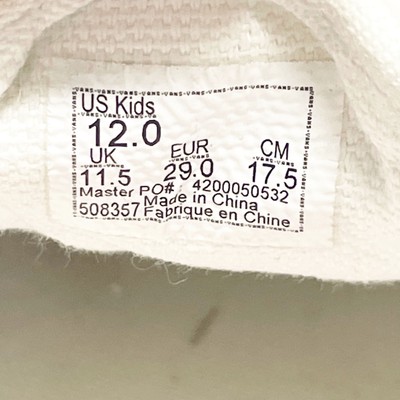 US Kids
12.0
UK EUR CM
11.5 29.0 17.5
Master PO# 4200050532
508357 Made in China
Fabrique en Chine